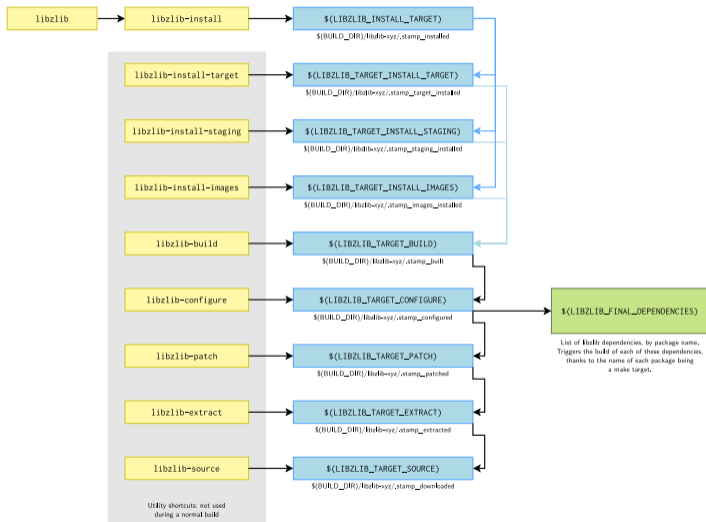 libzlib
libzlib-install
$(LIBZLIB_INSTALL_TARGET)
$(BUILD_DIR)/libzlib-xyz/.stamp_installed
libzlib-install-target
$(LIBZLIB_TARGET_INSTALL_TARGET)
$(BUILD_DIR)/libzlib-xyz/.stamp_target_installed
libzlib-install-staging
$(LIBZLIB_TARGET_INSTALL_STAGING)
$(BUILD_DIR)/libzlib-xyz/.stamp_staging_installed
libzlib-install-images
$(LIBZLIB_TARGET_INSTALL_IMAGES)
$(BUILD_DIR)/libzlib-xyz/.stamp_images_installed
libzlib-build
$(LIBZLIB_TARGET_BUILD)
$(BUILD_DIR)/libzlib-xyz/.stamp_built
libzlib-configure
$(LIBZLIB_TARGET_CONFIGURE)
$(BUILD_DIR)/libzlib-xyz/.stamp_configured
$(LIBZLIB_FINAL_DEPENDENCIES)
List of libzlib dependencies, by package name.
Triggers the build of each of these dependencies,
thanks to the name of each package being
a make target.
libzlib-patch
$(LIBZLIB_TARGET_PATCH)
$(BUILD_DIR)/libzlib-xyz/.stamp_patched
libzlib-extract
$(LIBZLIB_TARGET_EXTRACT)
$(BUILD_DIR)/libzlib-xyz/.stamp_extracted
libzlib-source
$(LIBZLIB_TARGET_SOURCE)
$(BUILD_DIR)/libzlib-xyz/.stamp_downloaded
Utility shortcuts: not used
during a normal build